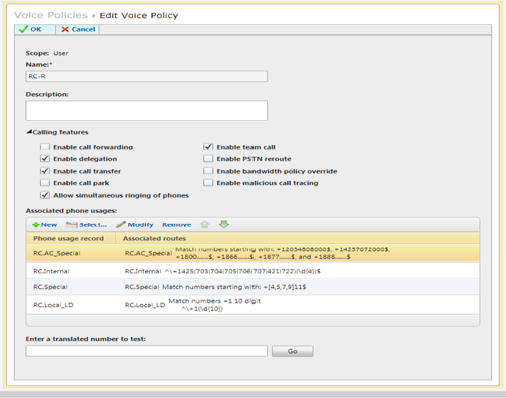 Voice Policies › Edit Voice Policy
OK Cancel
Scope: User
Name:*
RC-R
Description:
Calling features
Enable call forwarding
Enable team call
Enable delegation
Enable PSTN reroute
Enable call transfer
Enable bandwidth policy override
Enable call park
Enable malicious call tracing
Allow simultaneous ringing of phones
Associated phone usages:
New Select... Modify Remove
Phone usage record Associated routes
RC.AC_Special RC.AC_Special Match numbers starting with:
and +1888.......$
RC.Internal RC.Internal ^\+1425(703|704|705|706|707|421|722)(\d{4})$
RC.Special RC.Special Match numbers starting with: +[4,5,7,9]11$
RC.Local_LD RC.Local_LD Match numbers +1 10 digit
^\+1(\d{10})
Enter a translated number to test:
Go